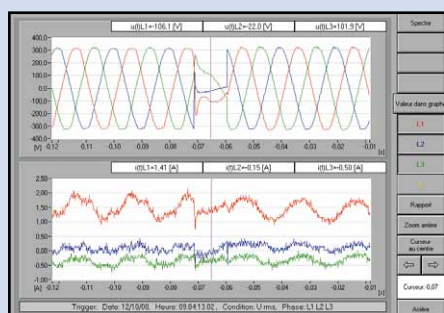 u(t)L1=-106,1 [V] u(t)L2=-22,0 [V] u(t)L3=101,9 [V]
400,0
300,0
200,0
100,0
0,0
-100,0
-200,0
-300,0
-400,0
[V] -0,12 0,11 0,10 -0,09 -0,08 0,07 0,06 -0,05 -0,04 0,03 0,02 -0,01
[s]
i(t)L1=1,41 [A] i(t)L2=-0,15 [A] i(t)L3=-0,50 [A]
2,50
2,00
1,50
1,00
0,50
0,00
-0,50
-1,00
[A] -0,12 0,11 0,10 -0,09 -0,08 0,07 0,06 -0,05 -0,04 0,03 0,02 -0,01
[s]
Trigger: Date: 12/10/00, Heure: 09:04:13.02, Condition: U rms, Phase: L1 L2 L3
Spectre
Valeur dans graphe
L1
L2
L3
Rapport
Zoom arrière
Curseur
au centre
Curseur:-0,07
Arrière